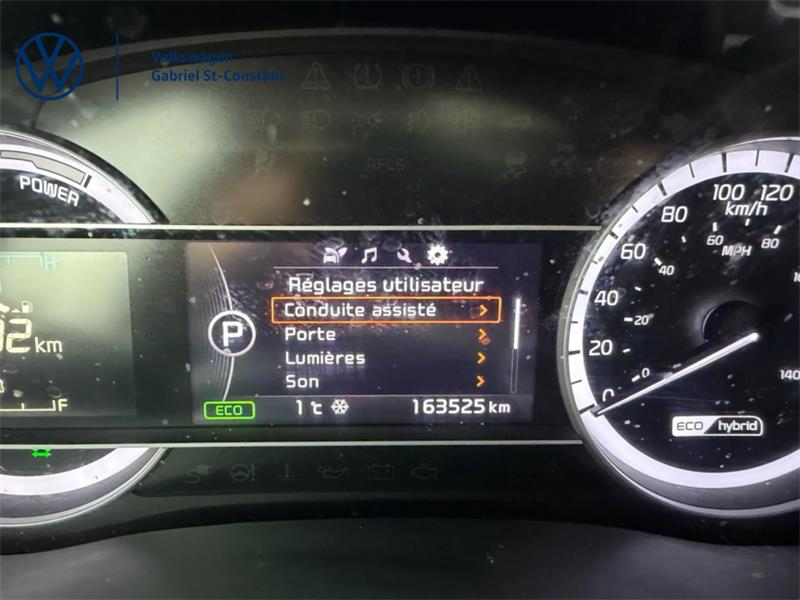 Volkswagen
Gabriel St-Constant
AFLS
POWER
H
km
F
Réglages utilisateur
Conduite assisté
Porte
Lumières
Son
P
ECO
1 °C
163525 km
0
20
40
60
80
100
120
km/h
0
20
40
60
80
MPH
140
ECO hybrid